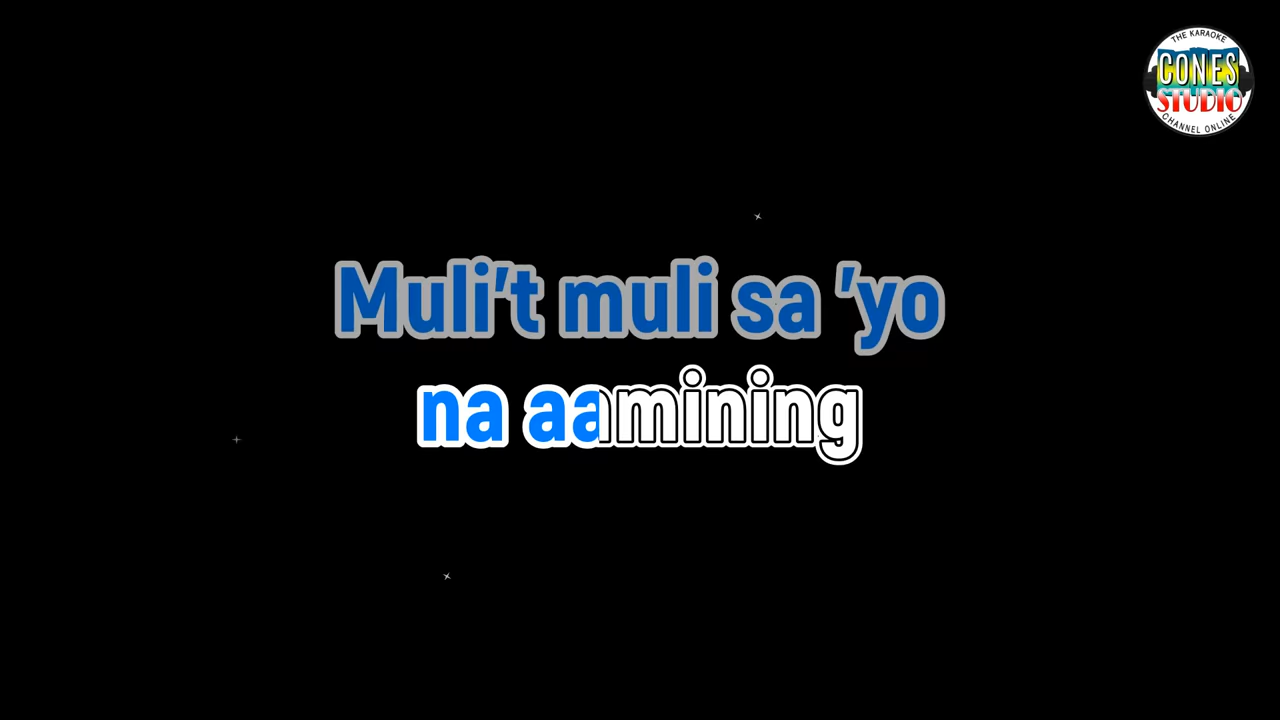 THE KARAOKE
CONES
STUDIO
CHANNEL ONLINE
Muli't muli sa 'yo
na aamining